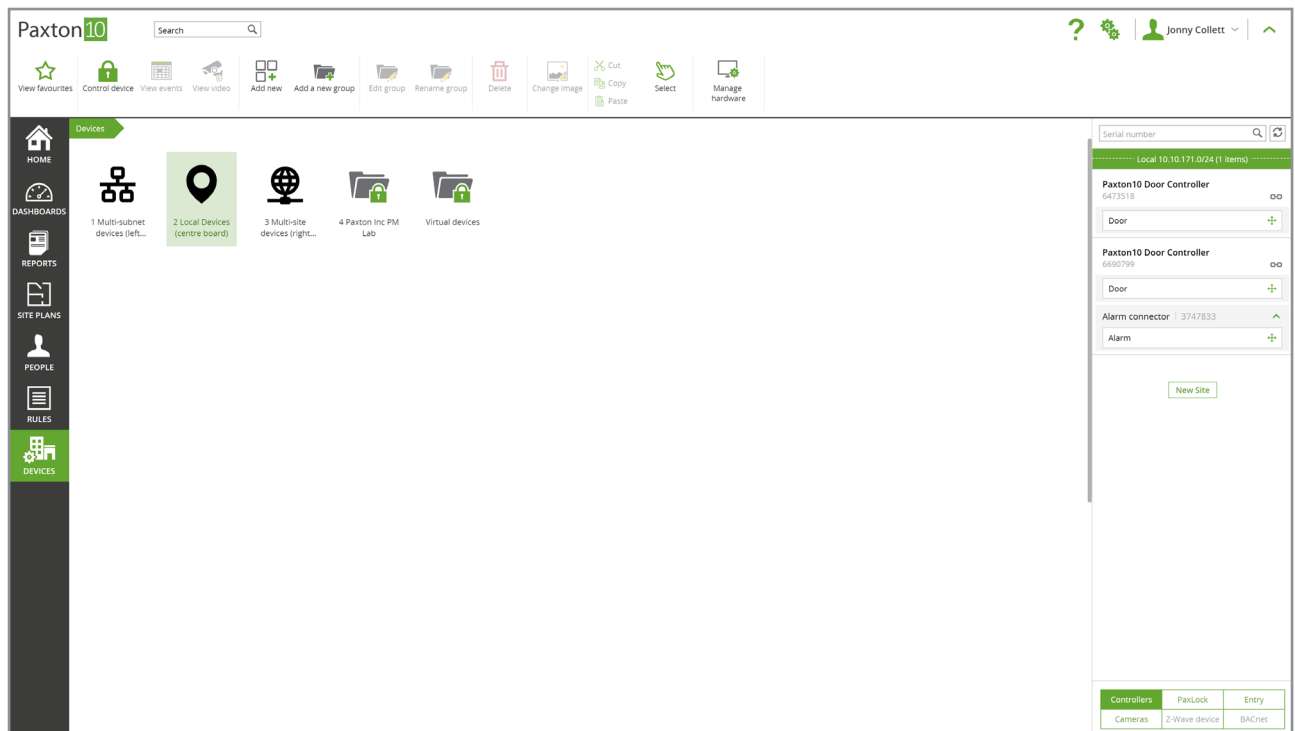 Paxton10
Search
Jonny Collett
View favourites
Control device
View events
View video
Add new
Add a new group
Edit group
Rename group
Delete
Change image
Cut
Copy
Paste
Select
Manage
hardware
HOME
DASHBOARDS
REPORTS
SITE PLANS
PEOPLE
RULES
DEVICES
Devices
1 Multi-subnet
devices (left...
2 Local Devices
(centre board)
3 Multi-site
devices (right...
4 Paxton Inc PM
Lab
Virtual devices
Serial number
Local 10.10.171.0/24 (1 items)
Paxton10 Door Controller
6473518
Door
Paxton10 Door Controller
6690799
Door
Alarm connector | 3747833
Alarm
New Site
Controllers
PaxLock
Entry
Cameras
Z-Wave device
BACnet